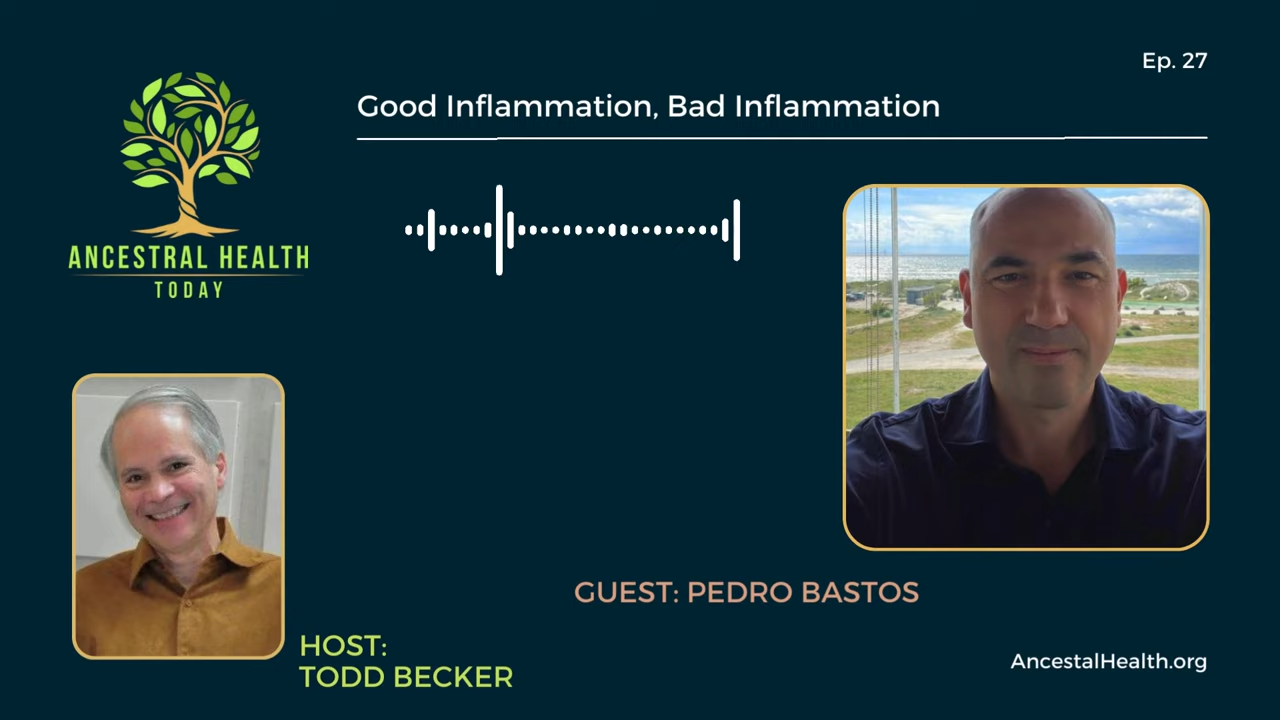 Ep. 27
Good Inflammation, Bad Inflammation
ANCESTRAL HEALTH
TODAY
GUEST: PEDRO BASTOS
HOST:
TODD BECKER
AncestalHealth.org